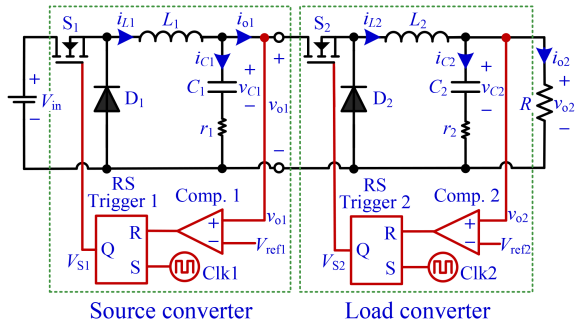 S1 iL1 L1 io1 S2 iL2 L2
iC1 iC2 io2
+ + + +
Vin D1 C1 vC1 vo1 D2 C2 vC2 R vo2
− − − −
r1 − r2
RS Trigger 1 Comp. 1 RS Trigger 2 Comp. 2
vo1 vo2
R + R +
Q − Q −
VS1 Vref1 VS2 Vref2
S Clk1 S Clk2
Source converter Load converter